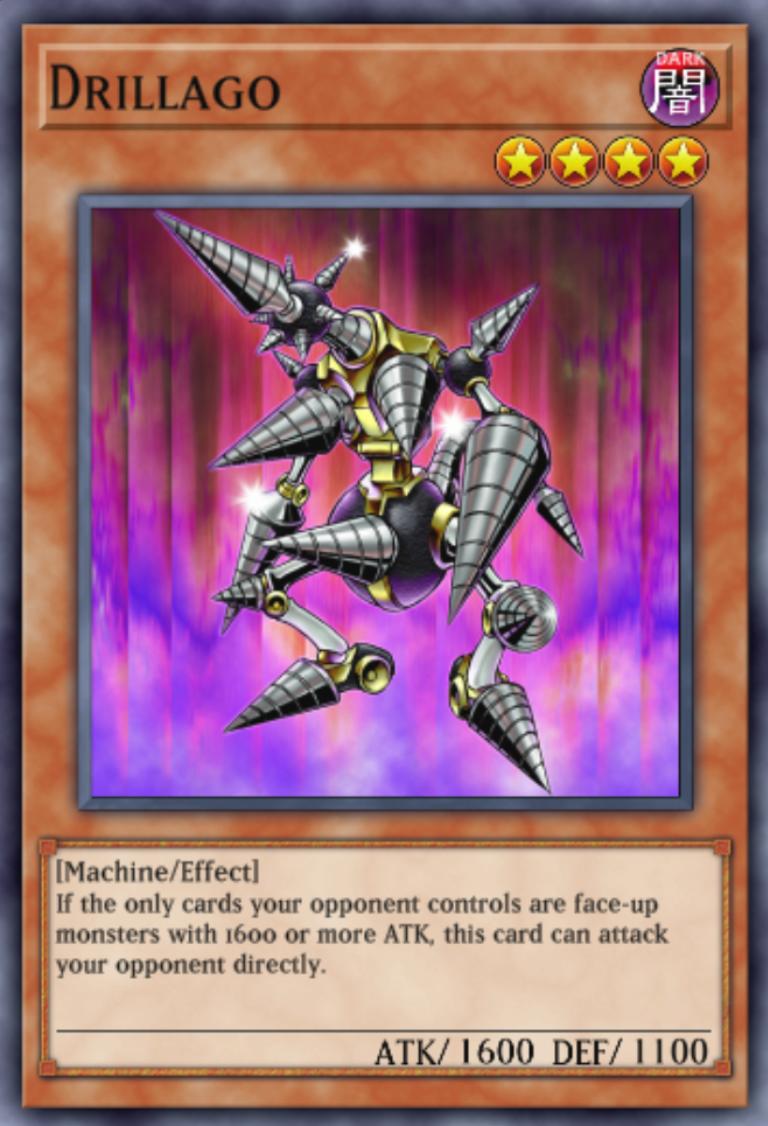 DRILLAGO
DARK
闇
[Machine/Effect]
If the only cards your opponent controls are face-up
monsters with 1600 or more ATK, this card can attack
your opponent directly.
ATK/ 1600 DEF/ 1100